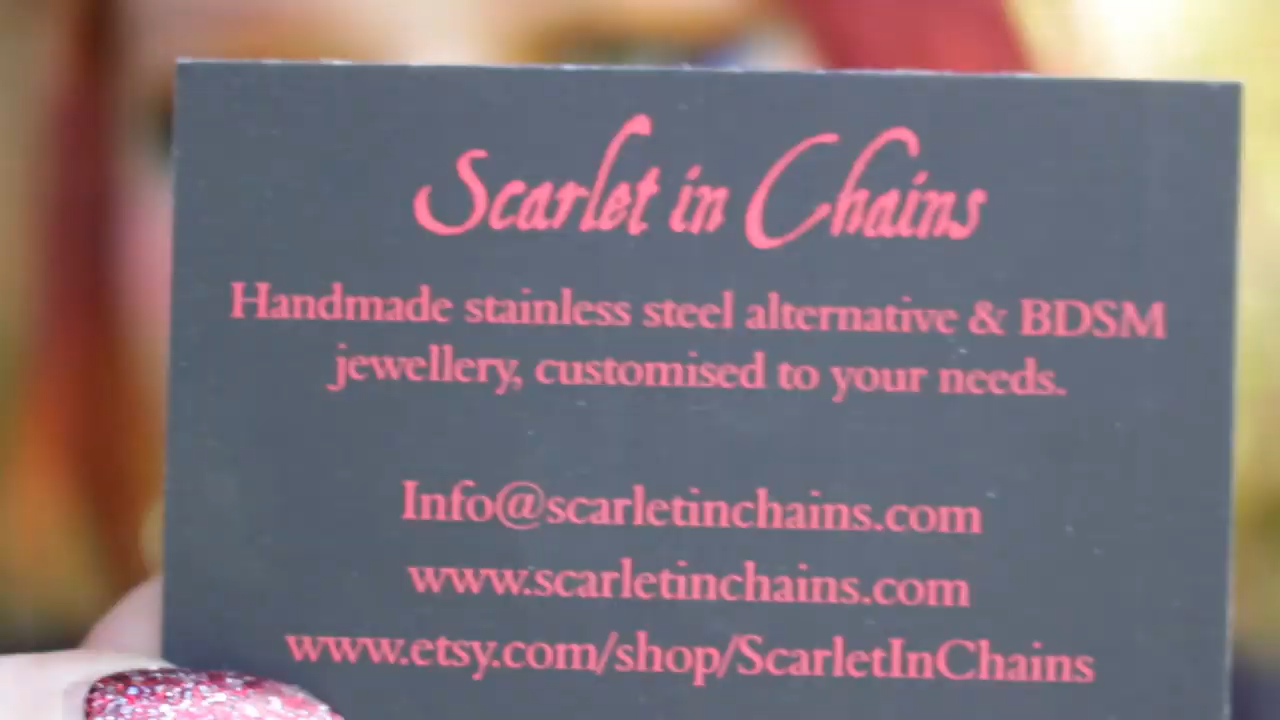 Scarlet in Chains
Handmade stainless steel alternative & BDSM
jewellery, customised to your needs.
Info@scarletinchains.com
www.scarletinchains.com
www.etsy.com/shop/ScarletInChains